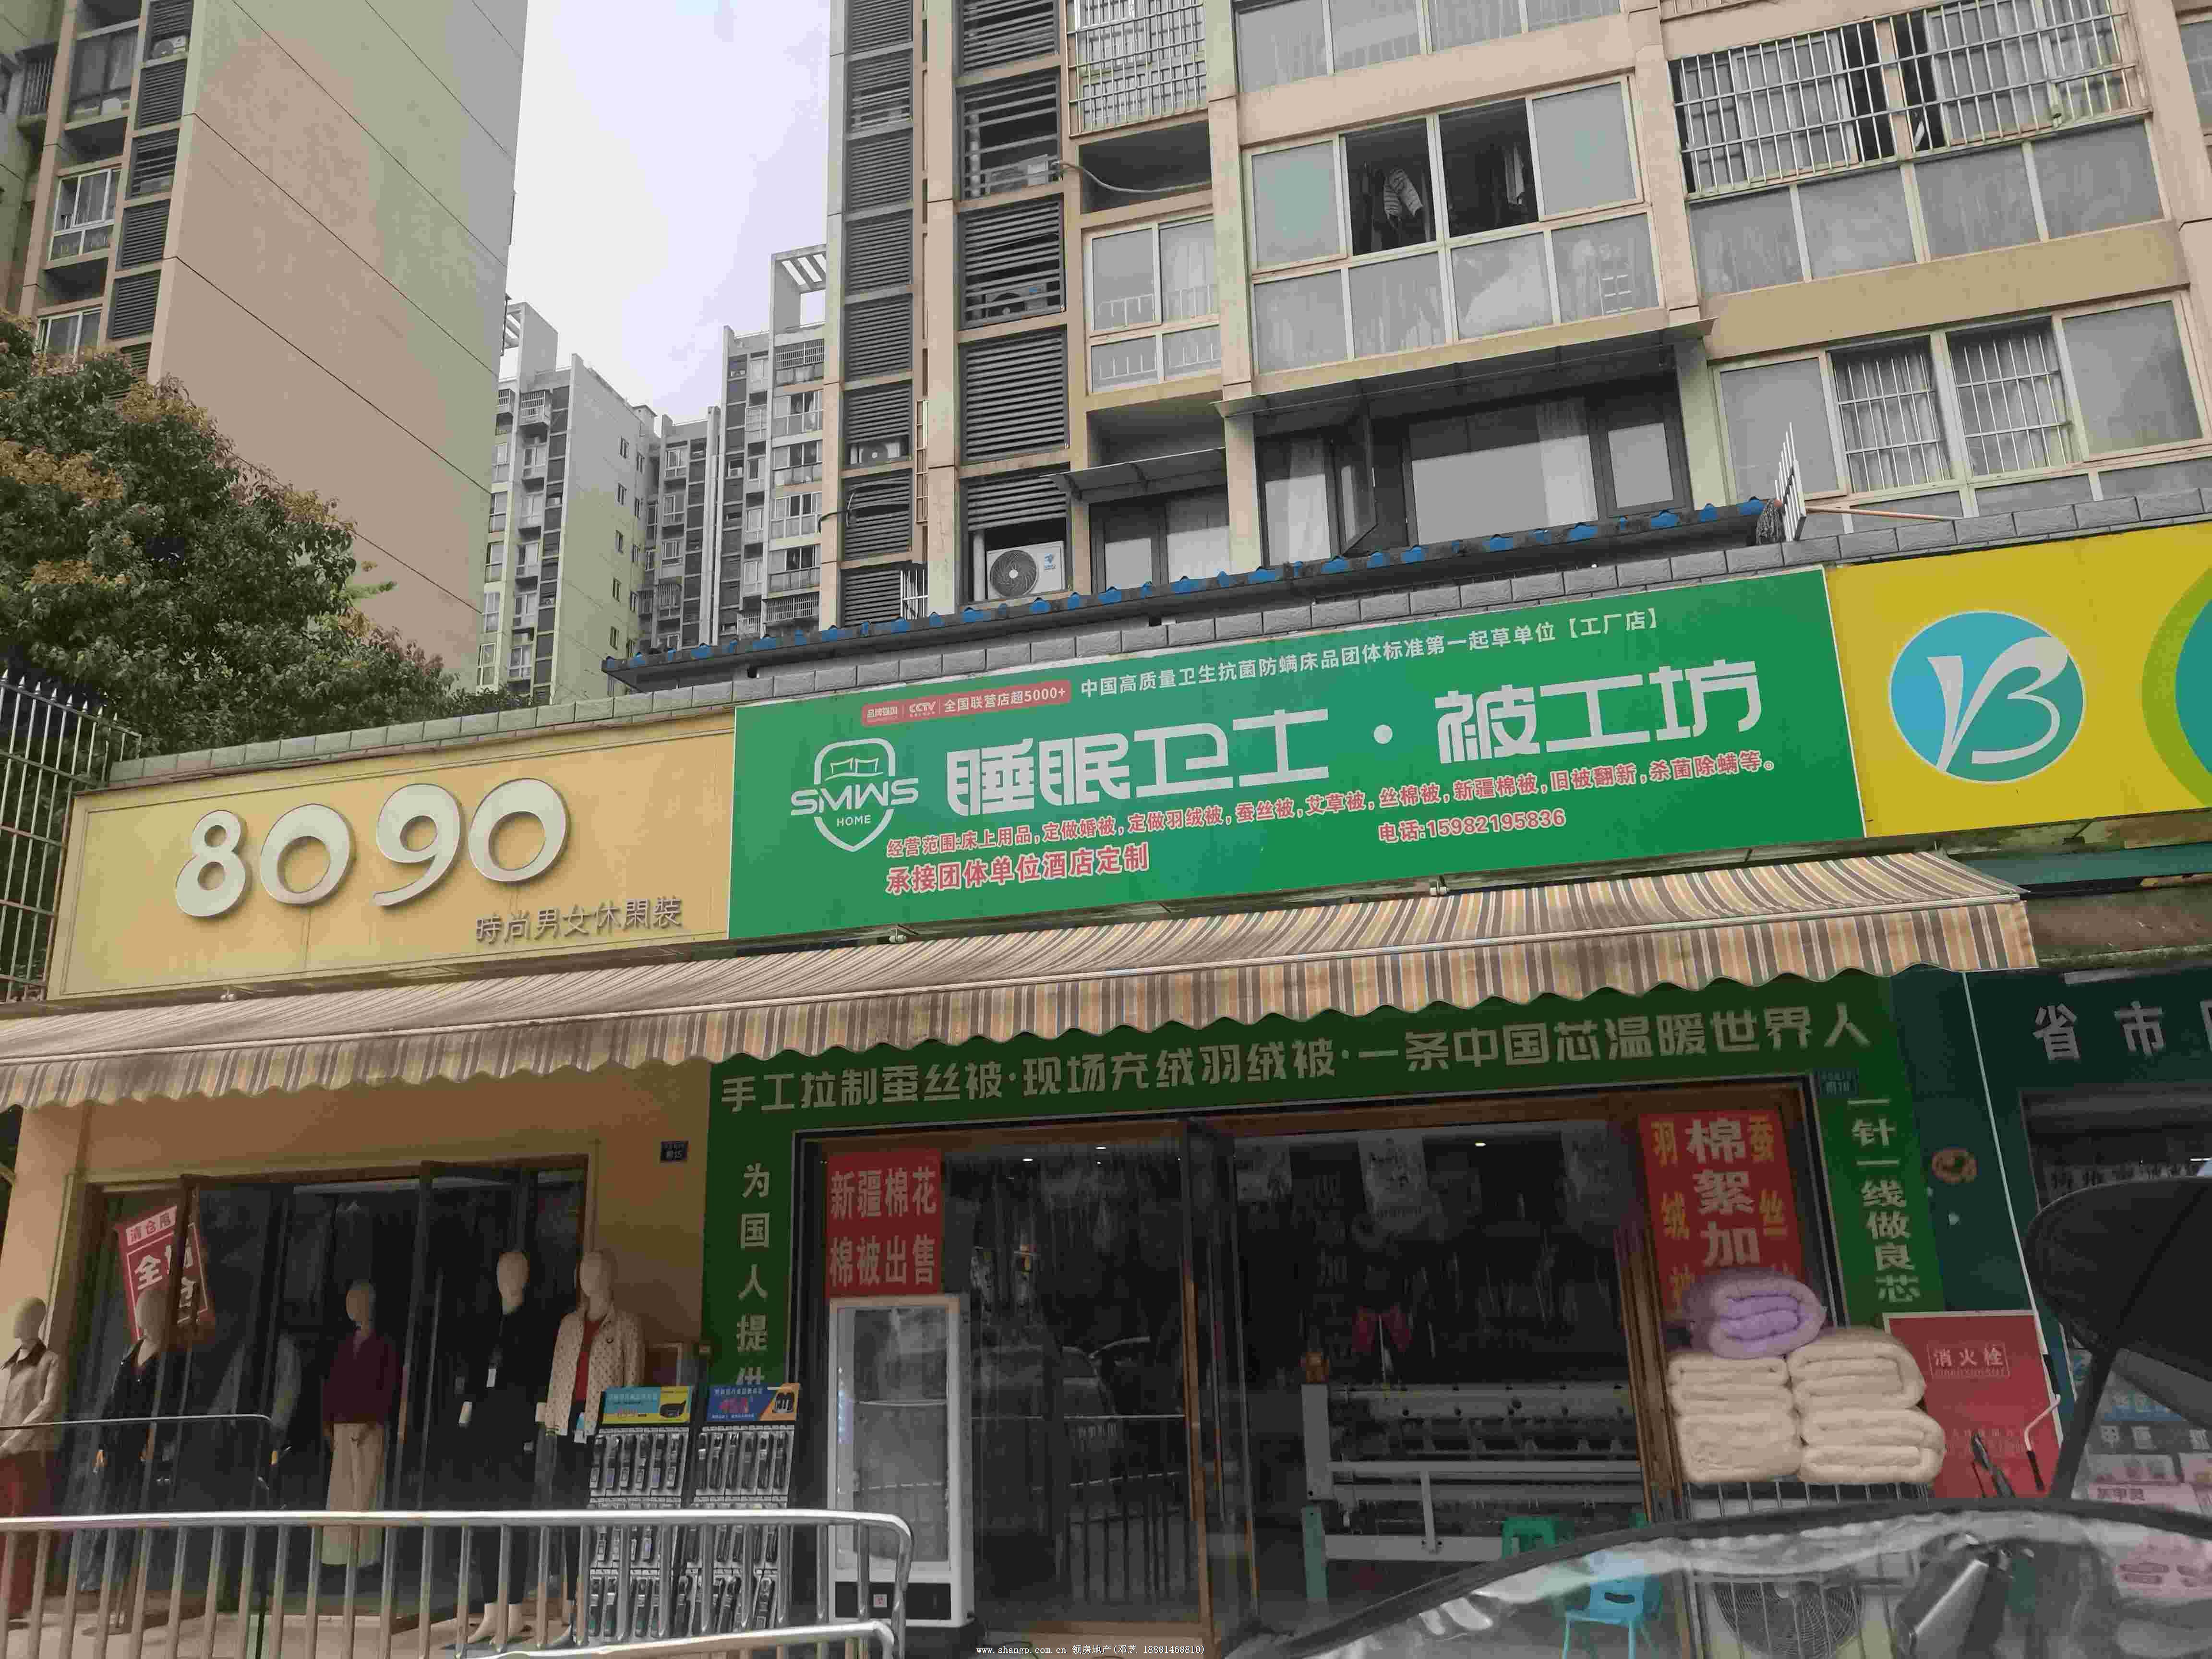 品牌强国 CCTV 全国联营店超5000+ 中国高质量卫生抗菌防螨床品团体标准第一起草单位【工厂店】
SMWS
HOME
睡眠卫士·被工坊
经营范围:床上用品,定做婚被,定做羽绒被,蚕丝被,艾草被,丝棉被,新疆棉被,旧被翻新,杀菌除螨等。
承接团体单位酒店定制
电话:15982195836
8090
時尚男女休閑裝
手工拉制蚕丝被·现场充绒羽绒被·一条中国芯温暖世界人
省市
为国人提供
一针一线做良芯
新疆棉花
棉被出售
羽绒被
棉絮加
蚕丝
清仓甩
全
消火栓
www.shangp.com.cn 领房地产(邓芝 18881468810)